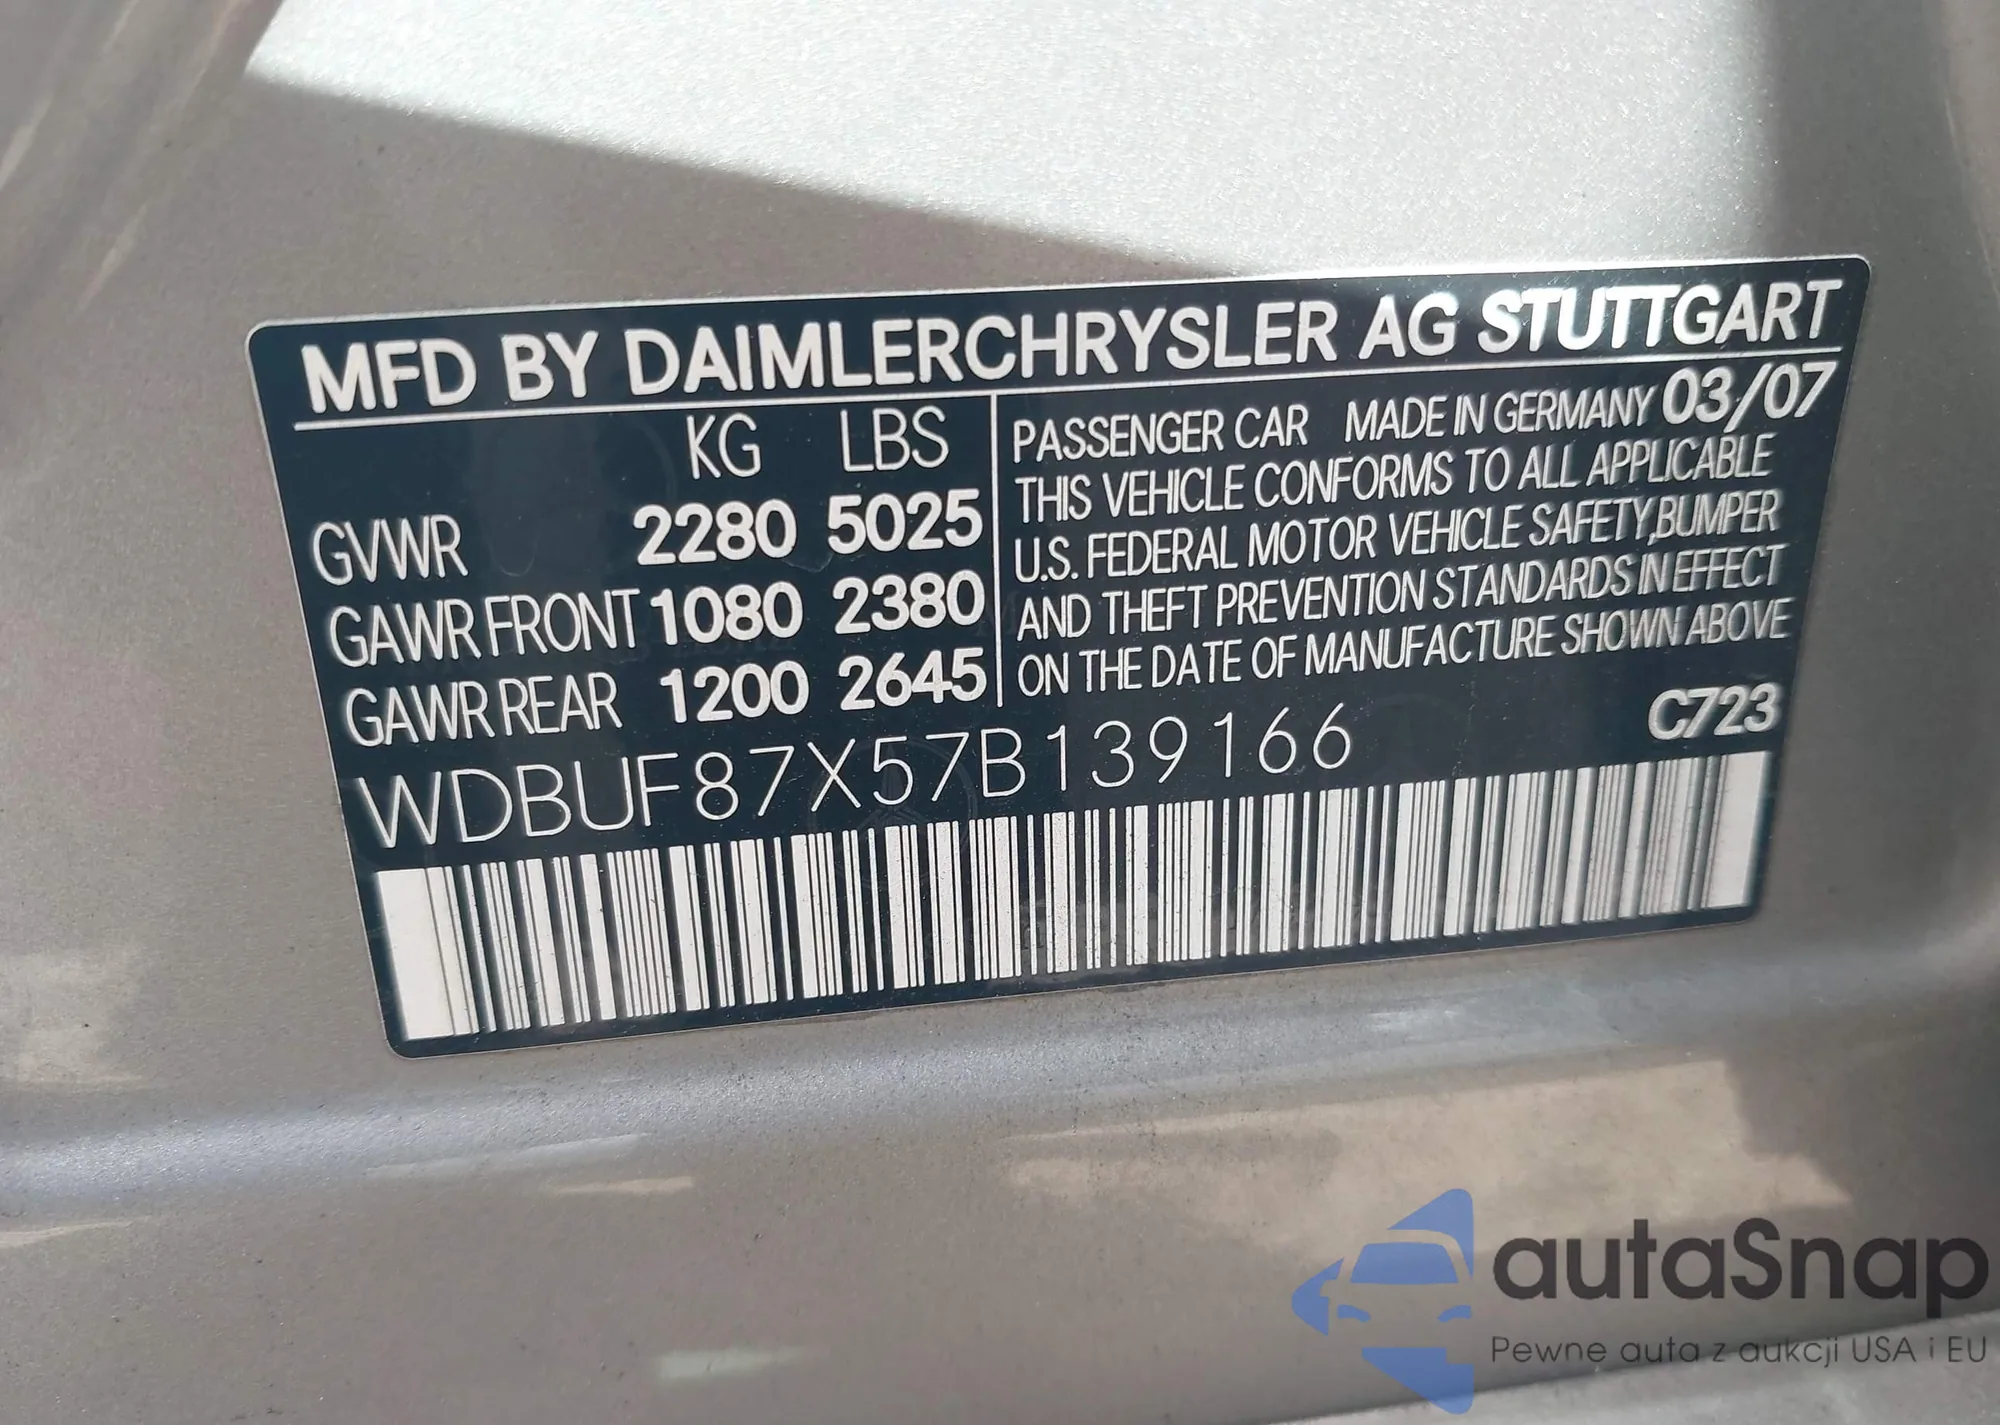 MFD BY DAIMLERCHRYSLER AG STUTTGART
KG LBS
GVWR 2280 5025
GAWR FRONT 1080 2380
GAWR REAR 1200 2645
PASSENGER CAR MADE IN GERMANY 03/07
THIS VEHICLE CONFORMS TO ALL APPLICABLE
U.S. FEDERAL MOTOR VEHICLE SAFETY, BUMPER
AND THEFT PREVENTION STANDARDS IN EFFECT
ON THE DATE OF MANUFACTURE SHOWN ABOVE
C723
WDBUF87X57B139166
autaSnap
Pewne auta z aukcji USA i EU